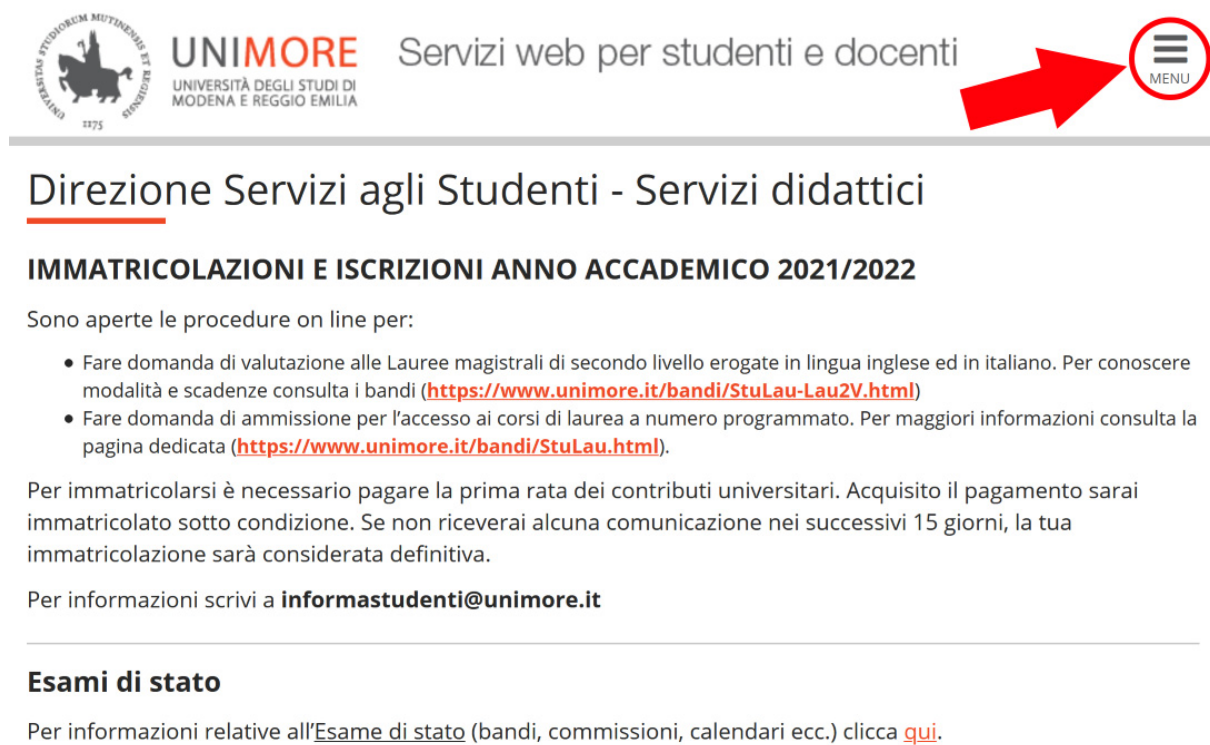 UNIVERSITAS STUDIORUM MUTINENSIS ET REGIENSIS
1175
UNIMORE
UNIVERSITÀ DEGLI STUDI DI
MODENA E REGGIO EMILIA
Servizi web per studenti e docenti
MENU
Direzione Servizi agli Studenti - Servizi didattici
IMMATRICOLAZIONI E ISCRIZIONI ANNO ACCADEMICO 2021/2022
Sono aperte le procedure on line per:
• Fare domanda di valutazione alle Lauree magistrali di secondo livello erogate in lingua inglese ed in italiano. Per conoscere
modalità e scadenze consulta i bandi (https://www.unimore.it/bandi/StuLau-Lau2V.html)
• Fare domanda di ammissione per l’accesso ai corsi di laurea a numero programmato. Per maggiori informazioni consulta la
pagina dedicata (https://www.unimore.it/bandi/StuLau.html).
Per immatricolarsi è necessario pagare la prima rata dei contributi universitari. Acquisito il pagamento sarai
immatricolato sotto condizione. Se non riceverai alcuna comunicazione nei successivi 15 giorni, la tua
immatricolazione sarà considerata definitiva.
Per informazioni scrivi a informastudenti@unimore.it
Esami di stato
Per informazioni relative all’Esame di stato (bandi, commissioni, calendari ecc.) clicca qui.